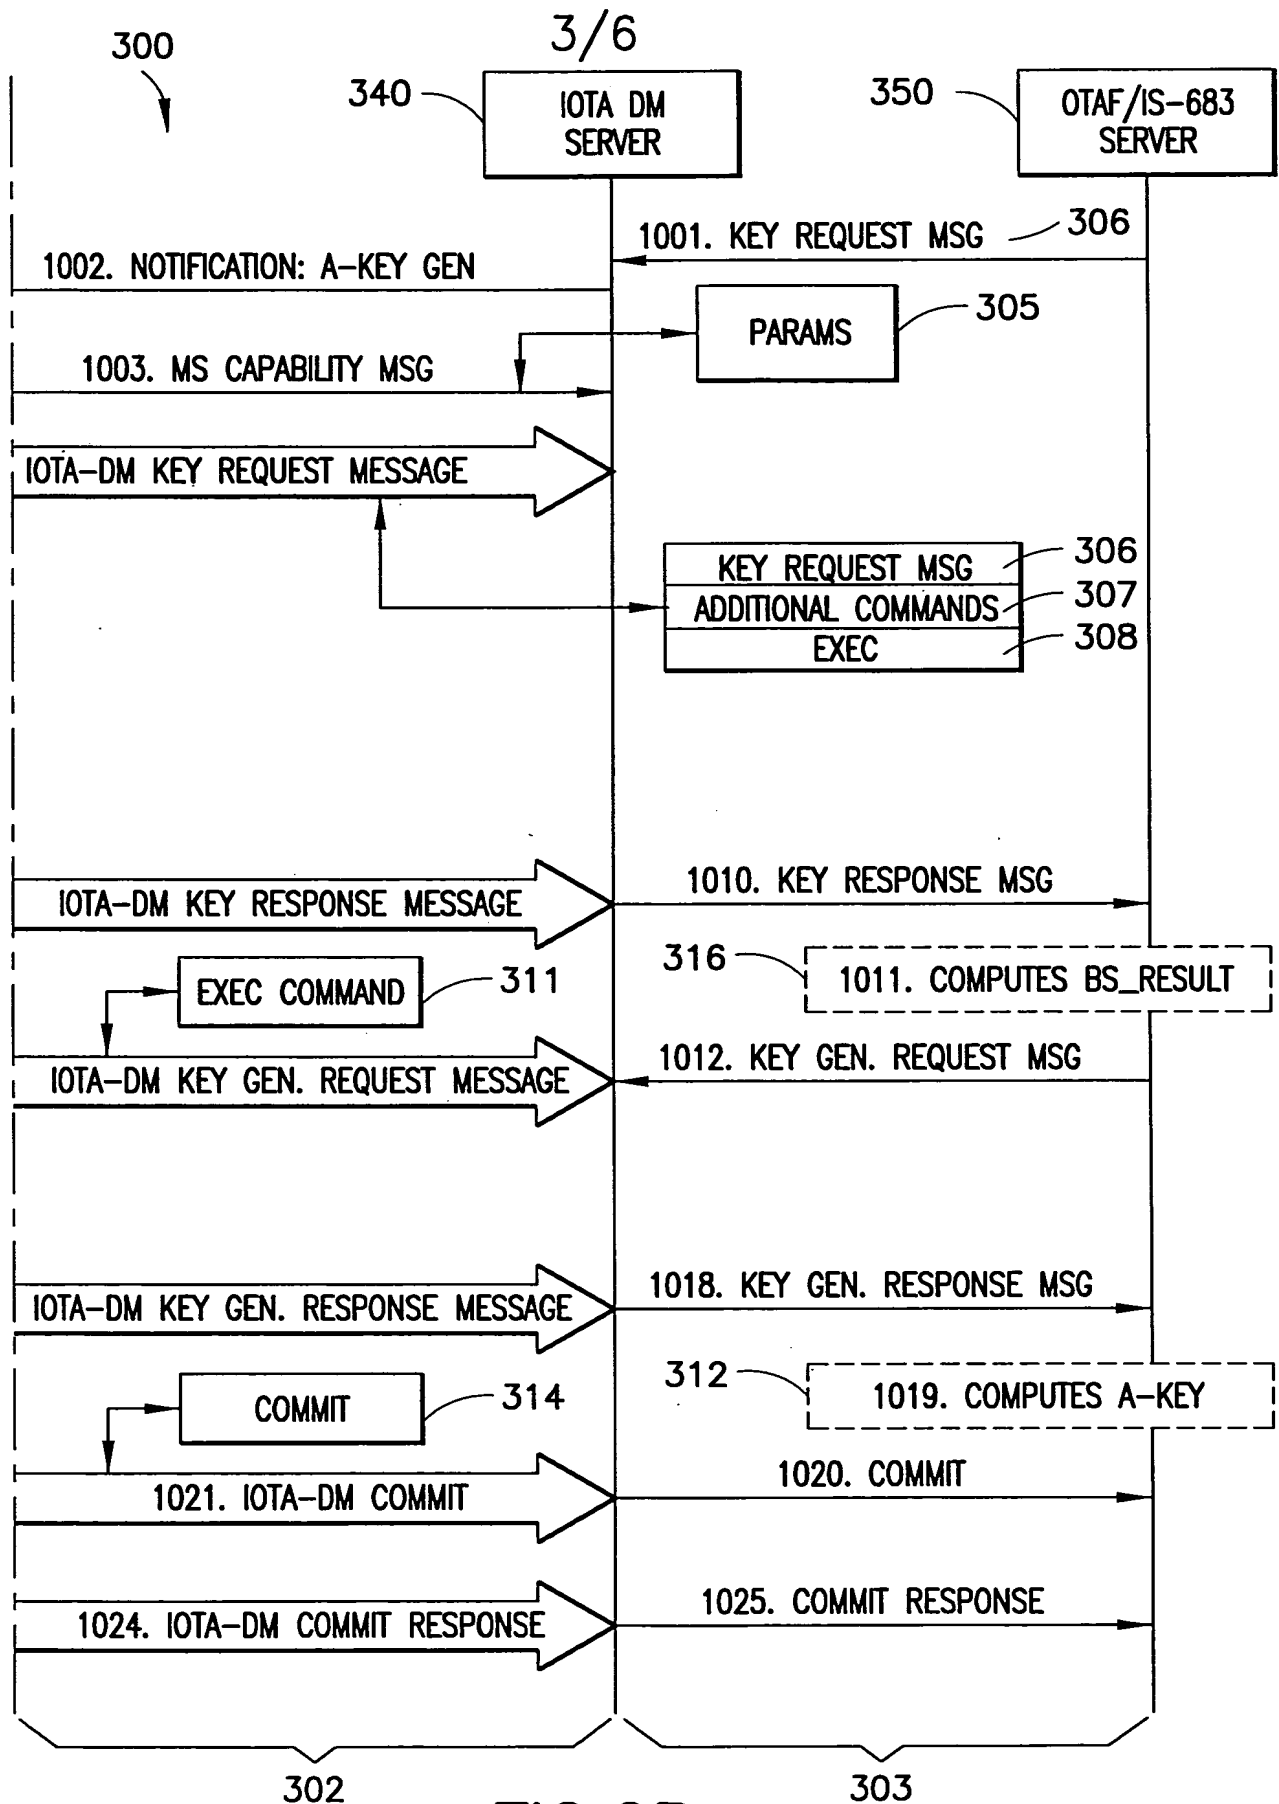 3/6
300
340
IOTA DM
SERVER
350
OTAF/IS-683
SERVER
1001. KEY REQUEST MSG
306
1002. NOTIFICATION: A-KEY GEN
PARAMS
305
1003. MS CAPABILITY MSG
IOTA-DM KEY REQUEST MESSAGE
KEY REQUEST MSG
306
ADDITIONAL COMMANDS
307
EXEC
308
IOTA-DM KEY RESPONSE MESSAGE
1010. KEY RESPONSE MSG
316
1011. COMPUTES BS_RESULT
EXEC COMMAND
311
IOTA-DM KEY GEN. REQUEST MESSAGE
1012. KEY GEN. REQUEST MSG
IOTA-DM KEY GEN. RESPONSE MESSAGE
1018. KEY GEN. RESPONSE MSG
312
1019. COMPUTES A-KEY
COMMIT
314
1021. IOTA-DM COMMIT
1020. COMMIT
1024. IOTA-DM COMMIT RESPONSE
1025. COMMIT RESPONSE
302
303